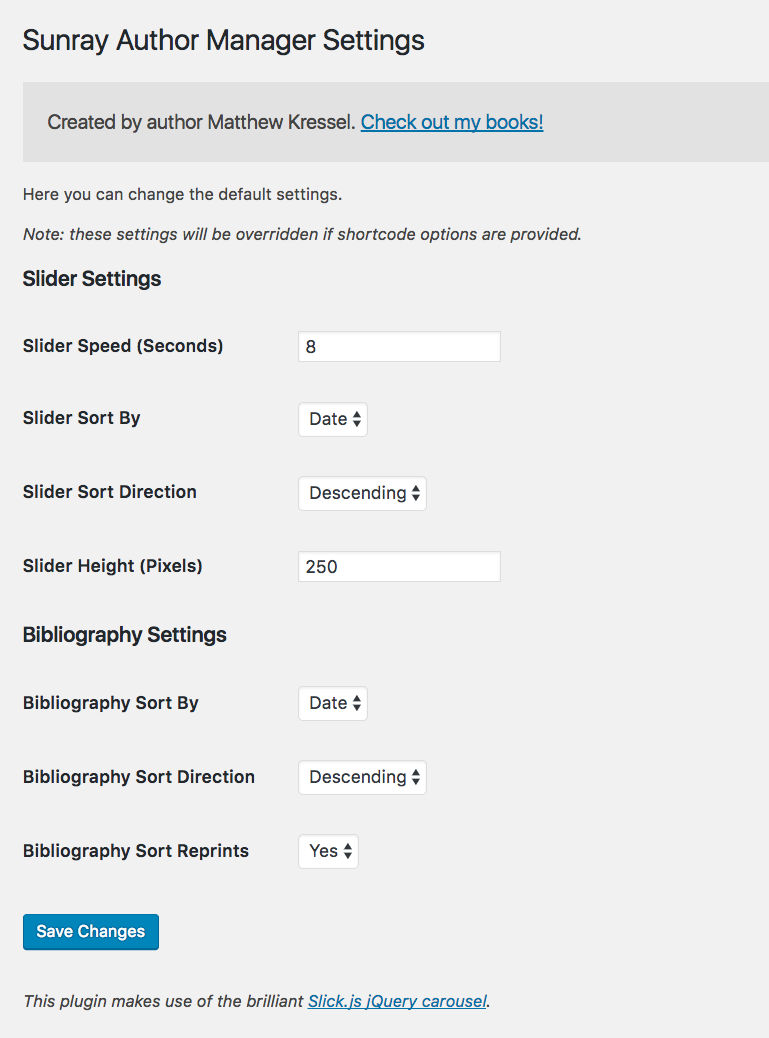 Sunray Author Manager Settings
Created by author Matthew Kressel. Check out my books!
Here you can change the default settings.
Note: these settings will be overridden if shortcode options are provided.
Slider Settings
Slider Speed (Seconds) 8
Slider Sort By Date
Slider Sort Direction Descending
Slider Height (Pixels) 250
Bibliography Settings
Bibliography Sort By Date
Bibliography Sort Direction Descending
Bibliography Sort Reprints Yes
Save Changes
This plugin makes use of the brilliant Slick.js jQuery carousel.